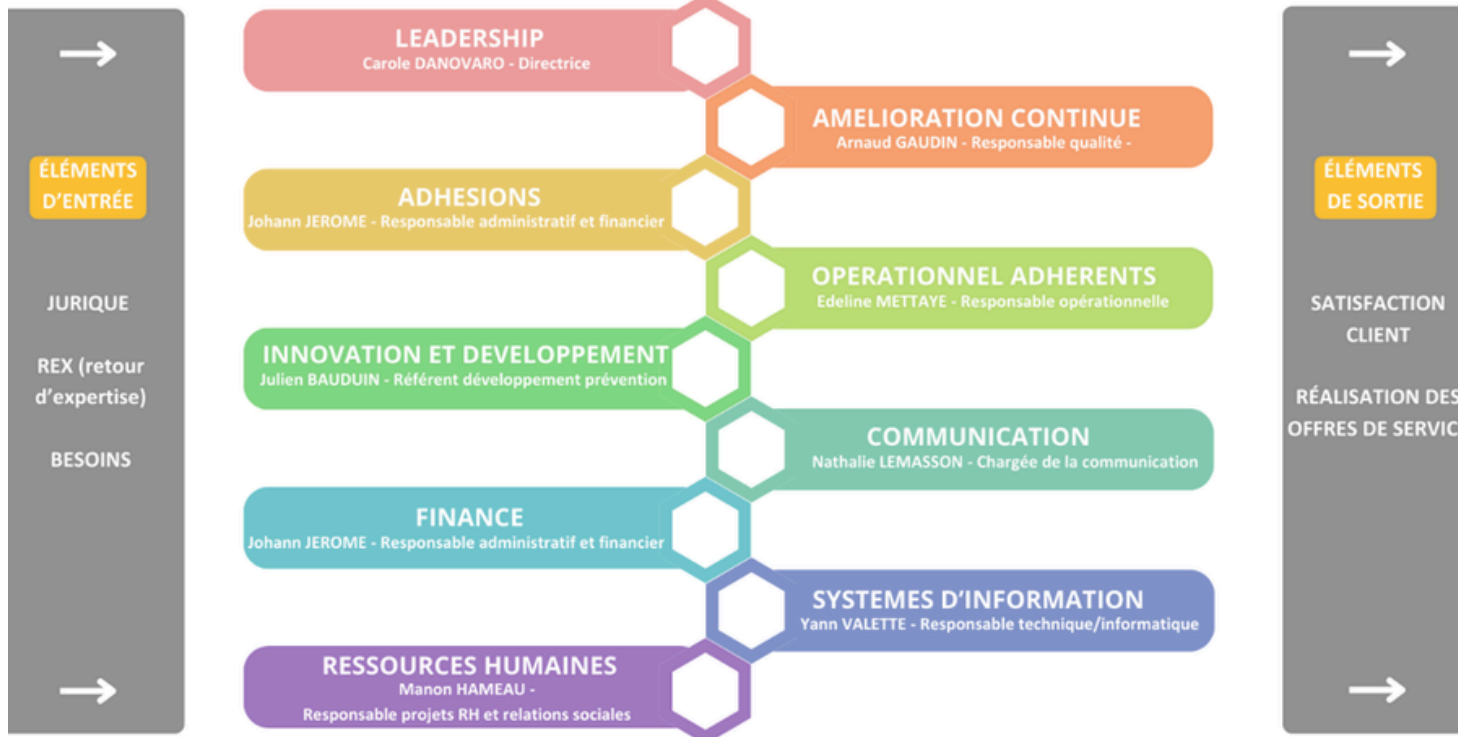 ÉLÉMENTS
D'ENTRÉE
JURIQUE
REX (retour
d'expertise)
BESOINS
LEADERSHIP
Carole DANOVARO - Directrice
AMELIORATION CONTINUE
Arnaud GAUDIN - Responsable qualité -
ADHESIONS
Johann JEROME - Responsable administratif et financier
OPERATIONNEL ADHERENTS
Edeline METTAYE - Responsable opérationnelle
INNOVATION ET DEVELOPPEMENT
Julien BAUDUIN - Référent développement prévention
COMMUNICATION
Nathalie LEMASSON - Chargée de la communication
FINANCE
Johann JEROME - Responsable administratif et financier
SYSTEMES D'INFORMATION
Yann VALETTE - Responsable technique/informatique
RESSOURCES HUMAINES
Manon HAMEAU -
Responsable projets RH et relations sociales
ÉLÉMENTS
DE SORTIE
SATISFACTION
CLIENT
RÉALISATION DES
OFFRES DE SERVIC